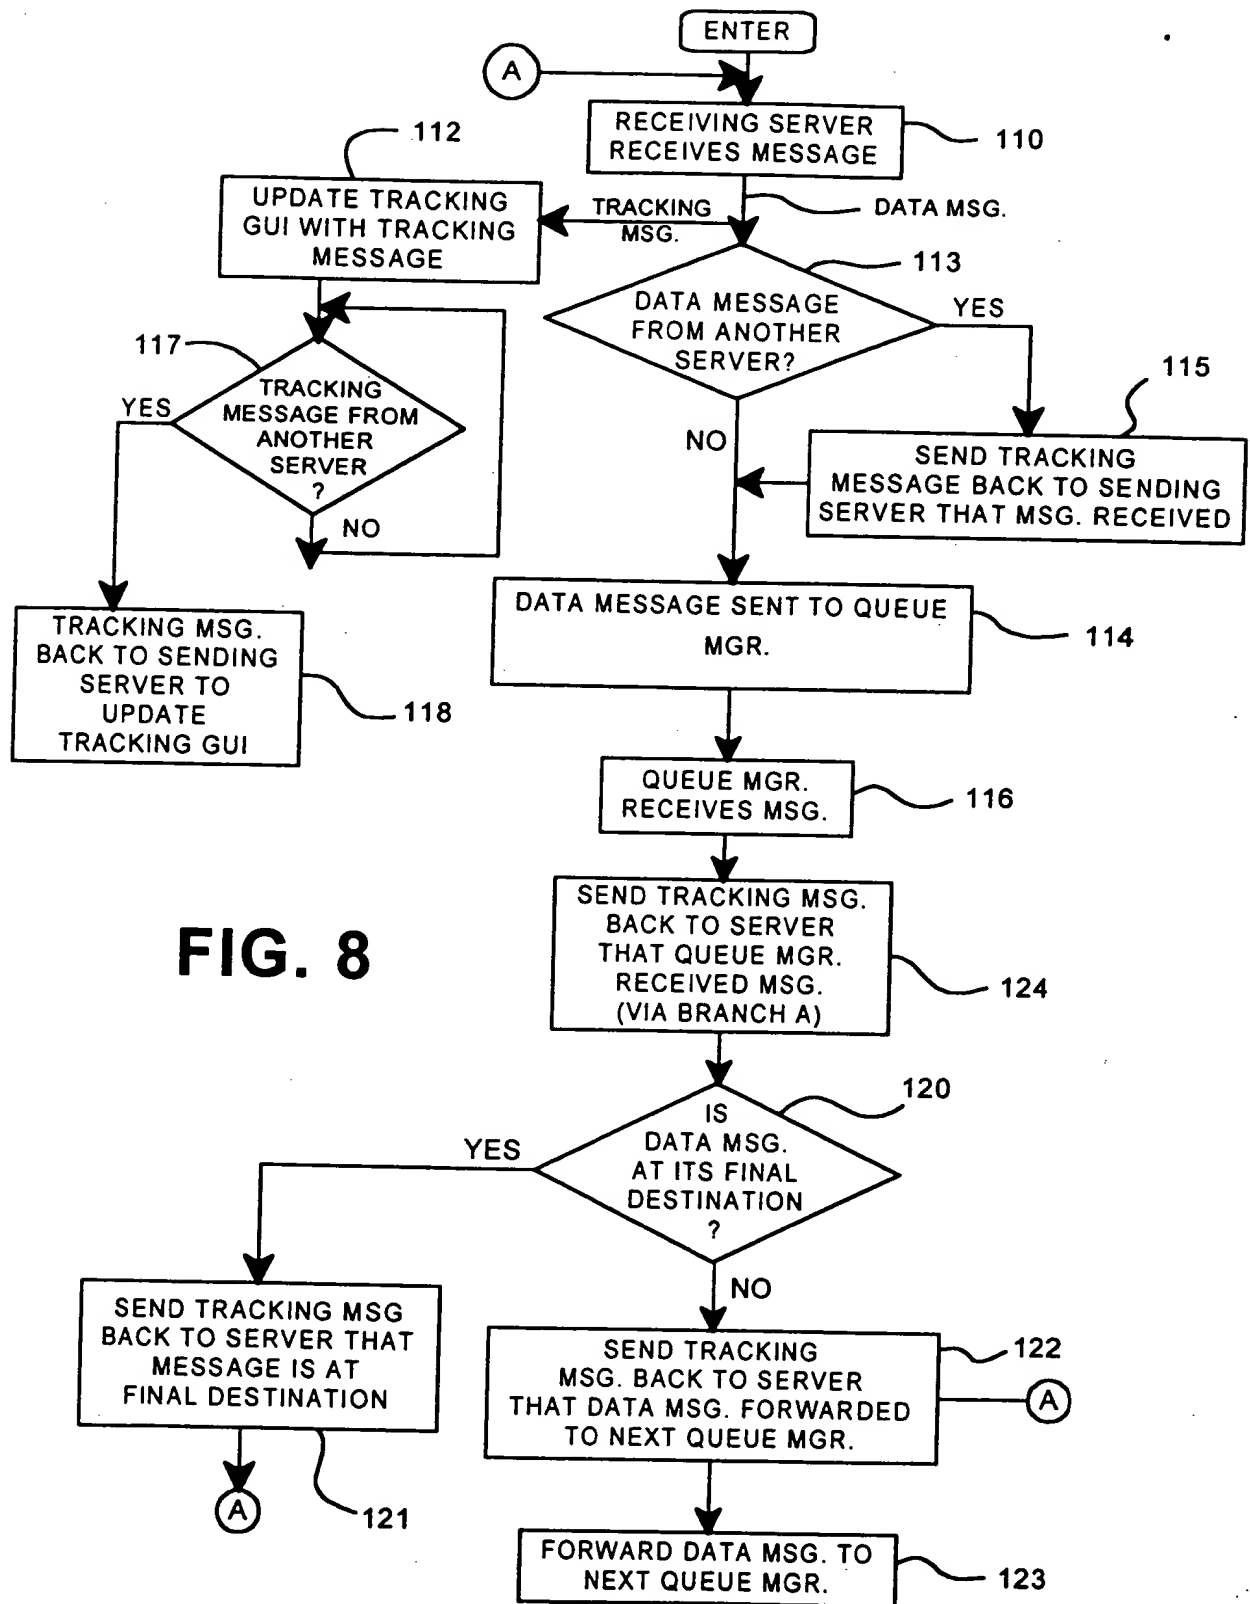 ENTER
A
RECEIVING SERVER
RECEIVES MESSAGE
110
112
UPDATE TRACKING
GUI WITH TRACKING
MESSAGE
TRACKING
MSG.
DATA MSG.
113
DATA MESSAGE
FROM ANOTHER
SERVER?
YES
117
TRACKING
MESSAGE FROM
ANOTHER
SERVER
?
YES
NO
115
SEND TRACKING
MESSAGE BACK TO SENDING
SERVER THAT MSG. RECEIVED
NO
DATA MESSAGE SENT TO QUEUE
MGR.
114
TRACKING MSG.
BACK TO SENDING
SERVER TO
UPDATE
TRACKING GUI
118
QUEUE MGR.
RECEIVES MSG.
116
SEND TRACKING MSG.
BACK TO SERVER
THAT QUEUE MGR.
RECEIVED MSG.
(VIA BRANCH A)
124
FIG. 8
120
IS
DATA MSG.
AT ITS FINAL
DESTINATION
?
YES
NO
SEND TRACKING MSG
BACK TO SERVER THAT
MESSAGE IS AT
FINAL DESTINATION
121
A
SEND TRACKING
MSG. BACK TO SERVER
THAT DATA MSG. FORWARDED
TO NEXT QUEUE MGR.
122
A
FORWARD DATA MSG. TO
NEXT QUEUE MGR.
123